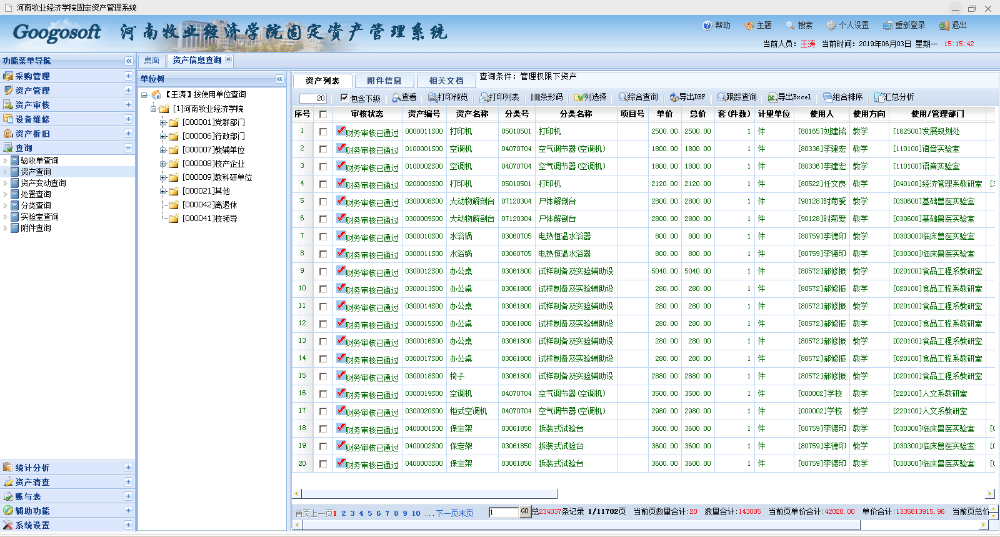 河南牧业经济学院固定资产管理系统
Googosoft 河南牧业经济学院固定资产管理系统
帮助 主题 搜索 个人设置 重新登录 退出
当前人员: 王涛 当前时间: 2019年06月03日 星期一 15:15:42
功能菜单导航
采购管理
资产管理
资产审核
设备维修
资产折旧
查询
验收单查询
资产查询
资产变动查询
处置查询
分类查询
实验室查询
附件查询
统计分析
资产清查
账与表
辅助功能
系统设置
桌面 资产信息查询
单位树
【王涛】按使用单位查询
[1]河南牧业经济学院
[000001]党群部门
[000006]行政部门
[000007]教辅单位
[000008]校产企业
[000009]教科研单位
[000021]其他
[000042]离退休
[000041]校领导
资产列表 附件信息 相关文档 查询条件: 管理权限下资产
20 包含下级 查看 打印预览 打印列表 条形码 列选择 综合查询 导出DBF 跟踪查询 导出Excel 组合排序 汇总分析
序号 审核状态 资产编号 资产名称 分类号 分类名称 项目号 单价 总价 套(件数) 计量单位 使用人 使用方向 使用/管理部门
1 财务审核已通过 0000011S00 打印机 05010501 打印机 2500.00 2500.00 1 件 [80165]刘建铭 教学 [162500]发展规划处
2 财务审核已通过 0100001S00 空调机 04070704 空气调节器(空调机) 1800.00 1800.00 1 件 [80336]李建宏 教学 [110100]语音实验室
3 财务审核已通过 0100002S00 空调机 04070704 空气调节器(空调机) 1800.00 1800.00 1 件 [80336]李建宏 教学 [110100]语音实验室
4 财务审核已通过 0200003S00 打印机 05010501 打印机 2120.00 2120.00 1 件 [80522]任文良 教学 [040100]经济管理系教研室 [3
5 财务审核已通过 0300008S00 大动物解剖台 07120304 尸体解剖台 2800.00 2800.00 1 件 [90128]时菊爱 教学 [030600]基础兽医实验室
6 财务审核已通过 0300009S00 大动物解剖台 07120304 尸体解剖台 2800.00 2800.00 1 件 [90128]时菊爱 教学 [030600]基础兽医实验室
7 财务审核已通过 0300010S00 水浴锅 03060705 电热恒温水浴器 800.00 800.00 1 件 [80759]李德印 教学 [030300]临床兽医实验室
8 财务审核已通过 0300011S00 水浴锅 03060705 电热恒温水浴器 800.00 800.00 1 件 [80759]李德印 教学 [030300]临床兽医实验室
9 财务审核已通过 0300012S00 办公桌 03061800 试样制备及实验辅助设 5040.00 5040.00 1 件 [80572]郝修振 教学 [020100]食品工程系教研室
10 财务审核已通过 0300013S00 办公桌 03061800 试样制备及实验辅助设 280.00 280.00 1 件 [80572]郝修振 教学 [020100]食品工程系教研室
11 财务审核已通过 0300014S00 办公桌 03061800 试样制备及实验辅助设 280.00 280.00 1 件 [80572]郝修振 教学 [020100]食品工程系教研室
12 财务审核已通过 0300015S00 办公桌 03061800 试样制备及实验辅助设 280.00 280.00 1 件 [80572]郝修振 教学 [020100]食品工程系教研室
13 财务审核已通过 0300016S00 办公桌 03061800 试样制备及实验辅助设 280.00 280.00 1 件 [80572]郝修振 教学 [020100]食品工程系教研室
14 财务审核已通过 0300017S00 办公桌 03061800 试样制备及实验辅助设 280.00 280.00 1 件 [80572]郝修振 教学 [020100]食品工程系教研室
15 财务审核已通过 0300018S00 椅子 03061800 试样制备及实验辅助设 2880.00 2880.00 1 件 [80572]郝修振 教学 [020100]食品工程系教研室
16 财务审核已通过 0300019S00 空调机 04070704 空气调节器(空调机) 3500.00 3500.00 1 件 [000002]学校 教学 [220100]人文系教研室
17 财务审核已通过 0300020S00 柜式空调机 04070704 空气调节器(空调机) 2980.00 2980.00 1 件 [000002]学校 教学 [220100]人文系教研室
18 财务审核已通过 0400001S00 保定架 03061850 拆装式试验台 3600.00 3600.00 1 件 [80759]李德印 教学 [030300]临床兽医实验室 [0
19 财务审核已通过 0400002S00 保定架 03061850 拆装式试验台 3600.00 3600.00 1 件 [80759]李德印 教学 [030300]临床兽医实验室 [0
20 财务审核已通过 0400003S00 保定架 03061850 拆装式试验台 3600.00 3600.00 1 件 [80759]李德印 教学 [030300]临床兽医实验室 [0
首页上一页1 2 3 4 5 6 7 8 9 10 ...下一页末页 1 GO 总234037条记录 1/11702页 当前页数量合计:20 数量合计:143005 当前页单价合计:42020.00 单价合计:1335813915.96 当前页总价